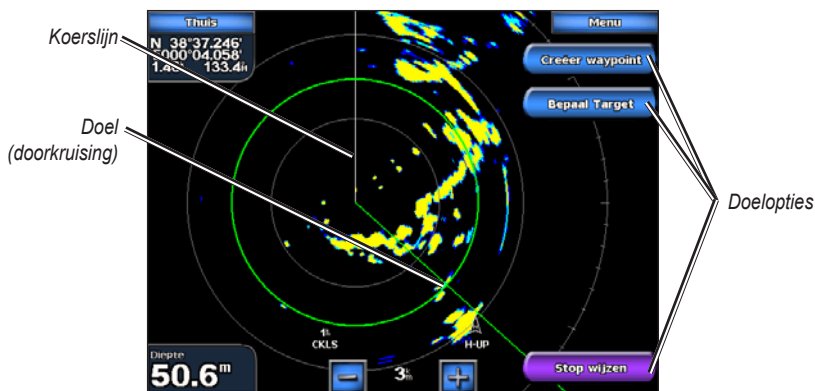 Koerslijn
Doel
(doorkruising)
Doelopties
Thuis
N 38°37.246'
000°04.058'
133.4
Menu
Creëer waypoint
Bepaal Target
CKLS
H-UP
Diepte
50.6m
3
Stop wijzen